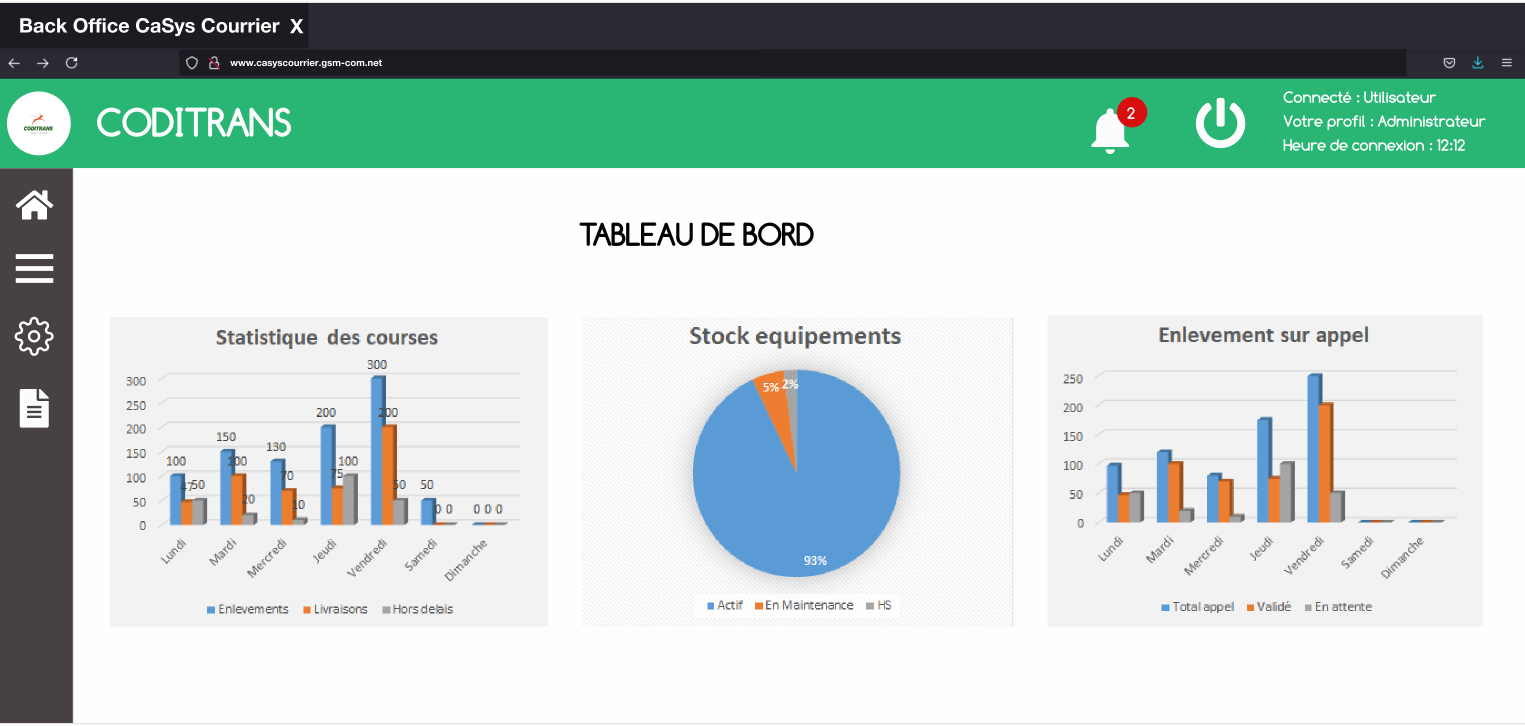 Back Office CaSys Courrier X
www.casyscourrier.gsm-com.net
CODITRANS
CODITRANS
2
Connecté : Utilisateur
Votre profil : Administrateur
Heure de connexion : 12:12
TABLEAU DE BORD
Statistique des courses
300
250
200
150
100
50
0
100
47
50
150
100
20
130
70
10
200
75
100
300
200
50
50
0
0
0
0
0
Lundi
Mardi
Mercredi
Jeudi
Vendredi
Samedi
Dimanche
Enlevements Livraisons Hors delais
Stock equipements
5% 2%
93%
Actif En Maintenance HS
Enlevement sur appel
250
200
150
100
50
0
Lundi
Mardi
Mercredi
Jeudi
Vendredi
Samedi
Dimanche
Total appel Validé En attente